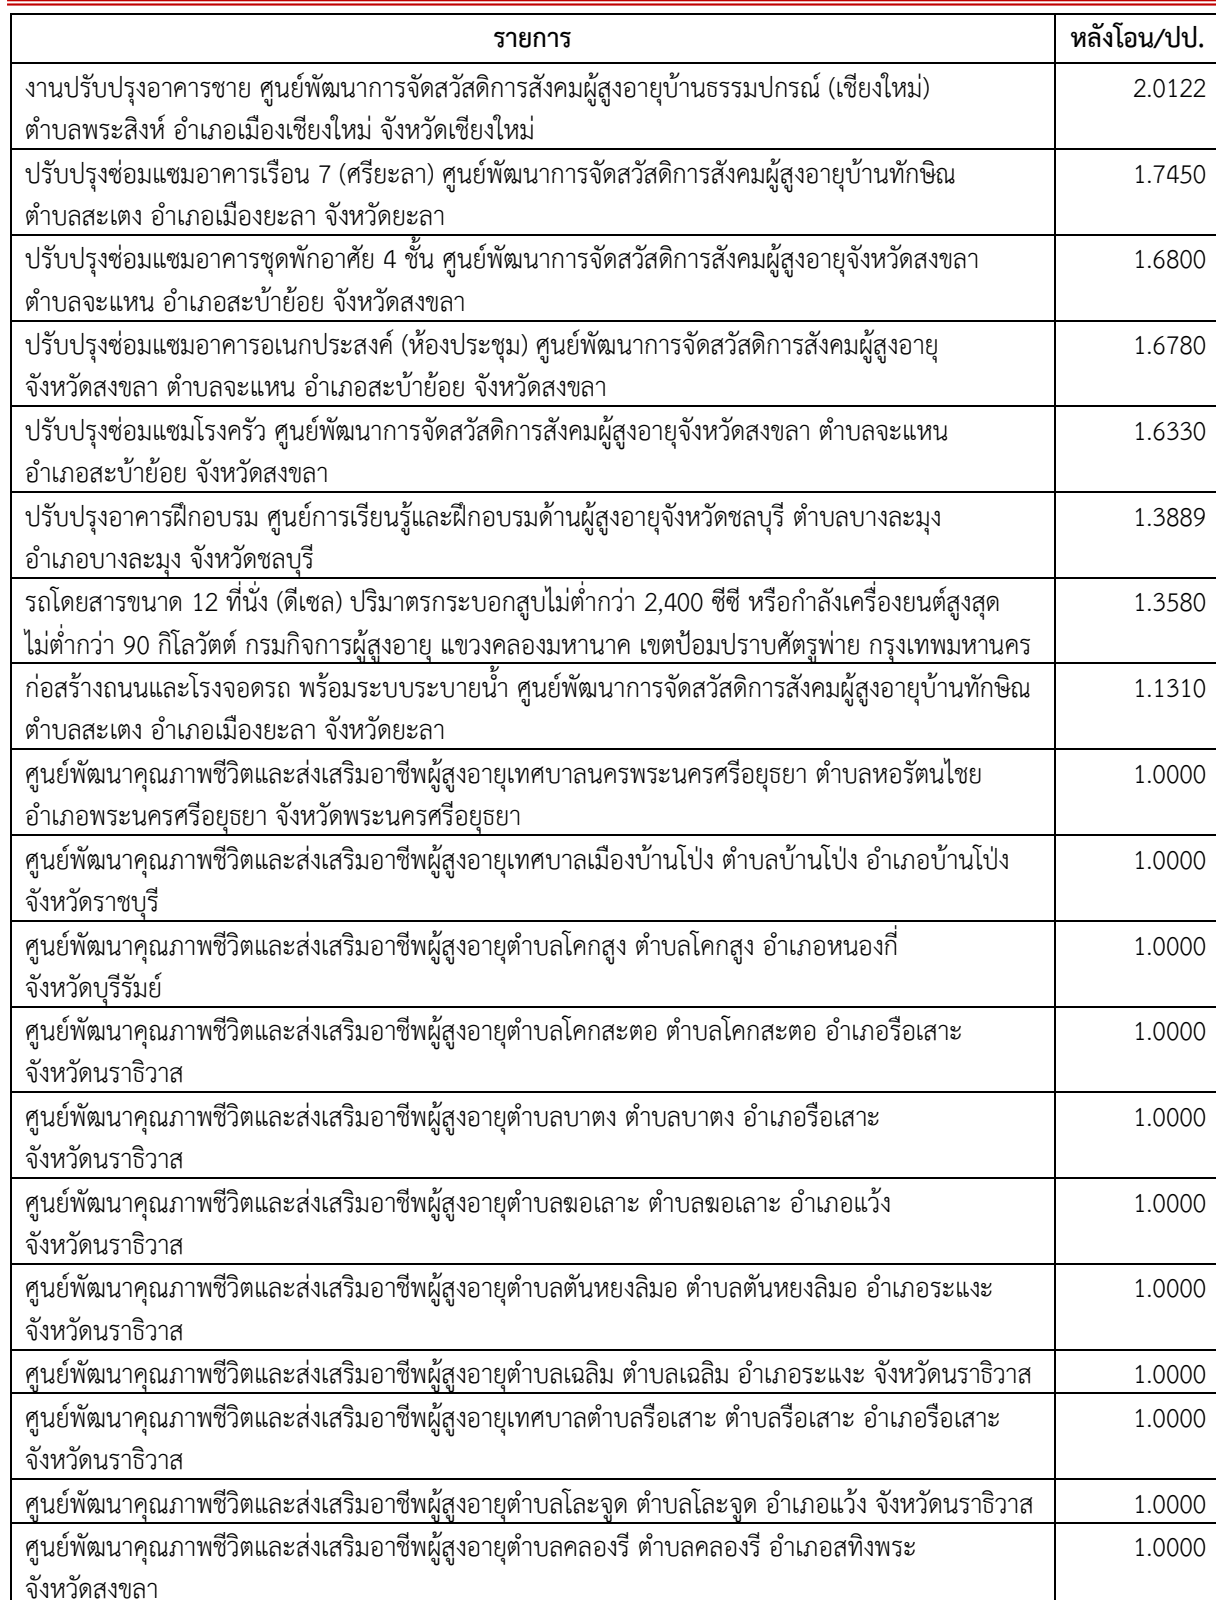 รายการ หลังโอน/ปป.
งานปรับปรุงอาคารชาย ศูนย์พัฒนาการจัดสวัสดิการสังคมผู้สูงอายุบ้านธรรมปกรณ์ (เชียงใหม่) 2.0122
ตำบลพระสิงห์ อำเภอเมืองเชียงใหม่ จังหวัดเชียงใหม่
ปรับปรุงซ่อมแซมอาคารเรือน 7 (ศรียะลา) ศูนย์พัฒนาการจัดสวัสดิการสังคมผู้สูงอายุบ้านทักษิณ 1.7450
ตำบลสะเตง อำเภอเมืองยะลา จังหวัดยะลา
ปรับปรุงซ่อมแซมอาคารชุดพักอาศัย 4 ชั้น ศูนย์พัฒนาการจัดสวัสดิการสังคมผู้สูงอายุจังหวัดสงขลา 1.6800
ตำบลจะแหน อำเภอสะบ้าย้อย จังหวัดสงขลา
ปรับปรุงซ่อมแซมอาคารอเนกประสงค์ (ห้องประชุม) ศูนย์พัฒนาการจัดสวัสดิการสังคมผู้สูงอายุ 1.6780
จังหวัดสงขลา ตำบลจะแหน อำเภอสะบ้าย้อย จังหวัดสงขลา
ปรับปรุงซ่อมแซมโรงครัว ศูนย์พัฒนาการจัดสวัสดิการสังคมผู้สูงอายุจังหวัดสงขลา ตำบลจะแหน 1.6330
อำเภอสะบ้าย้อย จังหวัดสงขลา
ปรับปรุงอาคารฝึกอบรม ศูนย์การเรียนรู้และฝึกอบรมด้านผู้สูงอายุจังหวัดชลบุรี ตำบลบางละมุง 1.3889
อำเภอบางละมุง จังหวัดชลบุรี
รถโดยสารขนาด 12 ที่นั่ง (ดีเซล) ปริมาตรกระบอกสูบไม่ต่ำกว่า 2,400 ซีซี หรือกำลังเครื่องยนต์สูงสุด 1.3580
ไม่ต่ำกว่า 90 กิโลวัตต์ กรมกิจการผู้สูงอายุ แขวงคลองมหานาค เขตป้อมปราบศัตรูพ่าย กรุงเทพมหานคร
ก่อสร้างถนนและโรงจอดรถ พร้อมระบบระบายน้ำ ศูนย์พัฒนาการจัดสวัสดิการสังคมผู้สูงอายุบ้านทักษิณ 1.1310
ตำบลสะเตง อำเภอเมืองยะลา จังหวัดยะลา
ศูนย์พัฒนาคุณภาพชีวิตและส่งเสริมอาชีพผู้สูงอายุเทศบาลนครพระนครศรีอยุธยา ตำบลหอรัตนไชย 1.0000
อำเภอพระนครศรีอยุธยา จังหวัดพระนครศรีอยุธยา
ศูนย์พัฒนาคุณภาพชีวิตและส่งเสริมอาชีพผู้สูงอายุเทศบาลเมืองบ้านโป่ง ตำบลบ้านโป่ง อำเภอบ้านโป่ง 1.0000
จังหวัดราชบุรี
ศูนย์พัฒนาคุณภาพชีวิตและส่งเสริมอาชีพผู้สูงอายุตำบลโคกสูง ตำบลโคกสูง อำเภอหนองกี่ 1.0000
จังหวัดบุรีรัมย์
ศูนย์พัฒนาคุณภาพชีวิตและส่งเสริมอาชีพผู้สูงอายุตำบลโคกสะตอ ตำบลโคกสะตอ อำเภอรือเสาะ 1.0000
จังหวัดนราธิวาส
ศูนย์พัฒนาคุณภาพชีวิตและส่งเสริมอาชีพผู้สูงอายุตำบลบาตง ตำบลบาตง อำเภอรือเสาะ 1.0000
จังหวัดนราธิวาส
ศูนย์พัฒนาคุณภาพชีวิตและส่งเสริมอาชีพผู้สูงอายุตำบลฆอเลาะ ตำบลฆอเลาะ อำเภอแว้ง 1.0000
จังหวัดนราธิวาส
ศูนย์พัฒนาคุณภาพชีวิตและส่งเสริมอาชีพผู้สูงอายุตำบลตันหยงลิมอ ตำบลตันหยงลิมอ อำเภอระแงะ 1.0000
จังหวัดนราธิวาส
ศูนย์พัฒนาคุณภาพชีวิตและส่งเสริมอาชีพผู้สูงอายุตำบลเฉลิม ตำบลเฉลิม อำเภอระแงะ จังหวัดนราธิวาส 1.0000
ศูนย์พัฒนาคุณภาพชีวิตและส่งเสริมอาชีพผู้สูงอายุเทศบาลตำบลรือเสาะ ตำบลรือเสาะ อำเภอรือเสาะ 1.0000
จังหวัดนราธิวาส
ศูนย์พัฒนาคุณภาพชีวิตและส่งเสริมอาชีพผู้สูงอายุตำบลโละจูด ตำบลโละจูด อำเภอแว้ง จังหวัดนราธิวาส 1.0000
ศูนย์พัฒนาคุณภาพชีวิตและส่งเสริมอาชีพผู้สูงอายุตำบลคลองรี ตำบลคลองรี อำเภอสทิงพระ 1.0000
จังหวัดสงขลา